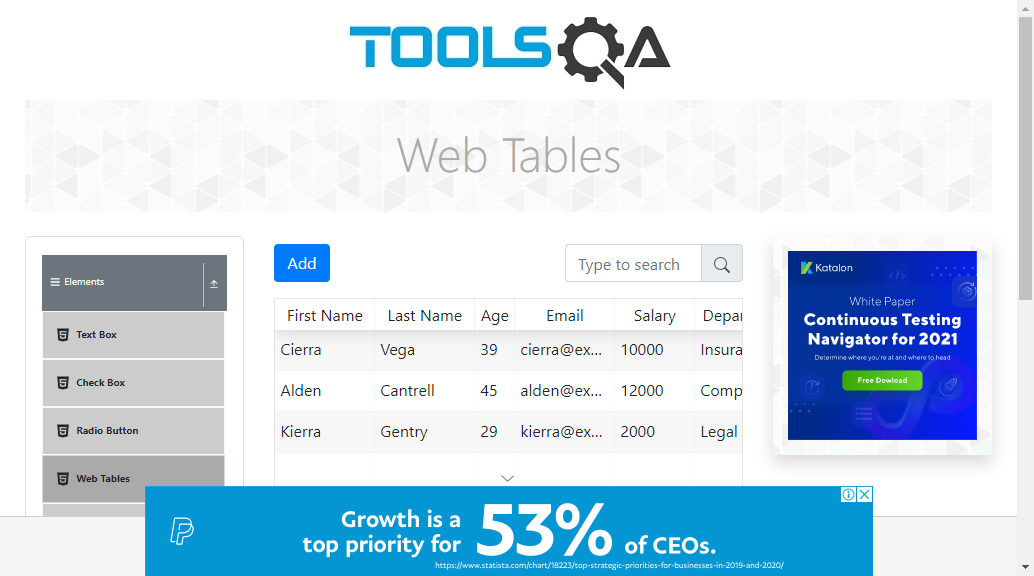 TOOLSQA
Web Tables
Elements
Text Box
Check Box
Radio Button
Web Tables
Add
Type to search
First Name Last Name Age Email Salary Depar
Cierra Vega 39 cierra@ex... 10000 Insura
Alden Cantrell 45 alden@ex... 12000 Comp
Kierra Gentry 29 kierra@ex... 2000 Legal
Katalon
White Paper
Continuous Testing
Navigator for 2021
Determine where you're at and where to head
Free Dowload
Growth is a
top priority for 53% of CEOs.
https://www.statista.com/chart/18223/top-strategic-priorities-for-businesses-in-2019-and-2020/